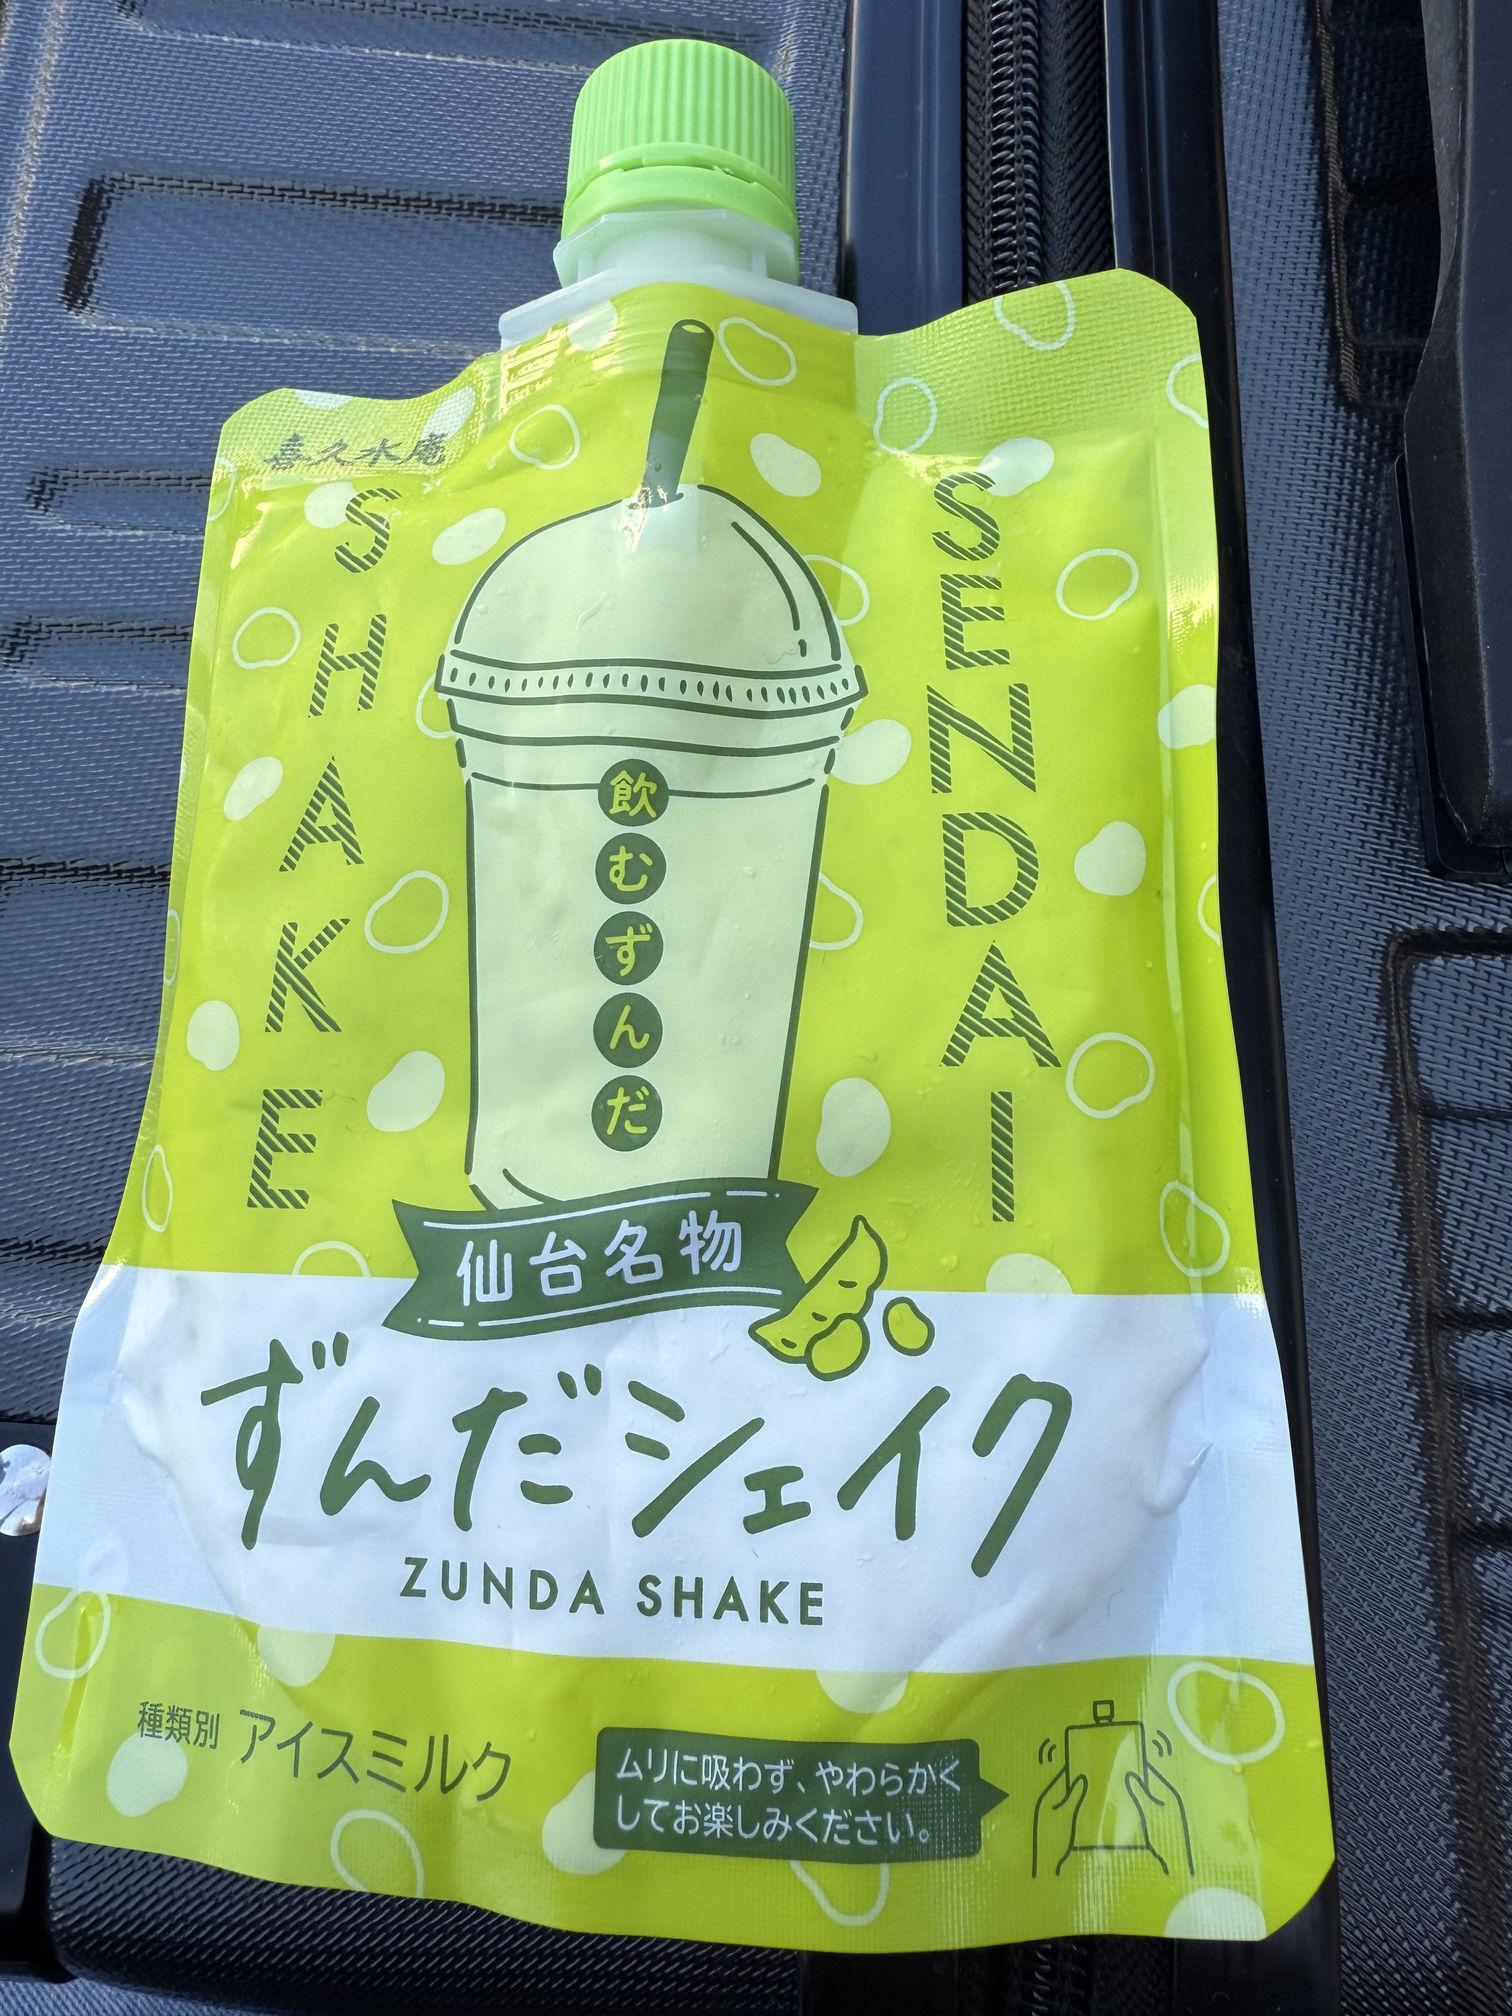 喜久水庵
SHAKE
SENDAI
飲むずんだ
仙台名物
ずんだシェイク
ZUNDA SHAKE
種類別 アイスミルク
ムリに吸わず、やわらかく
してお楽しみください。